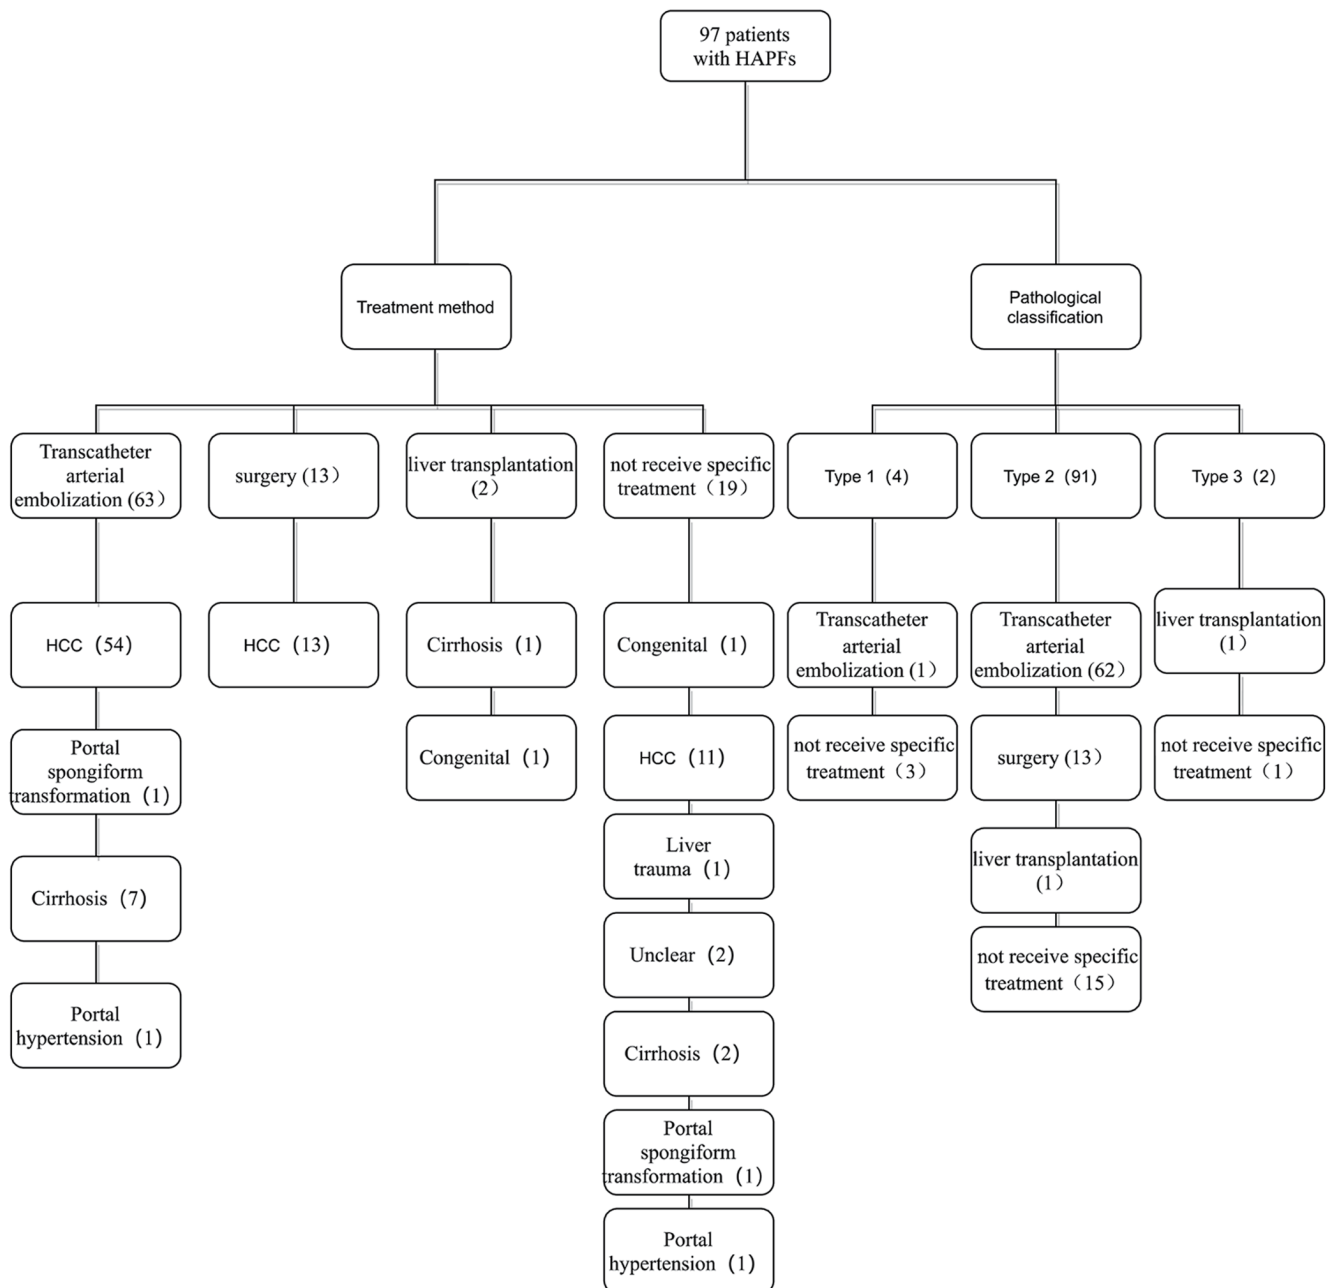 97 patients
with HAPFs
Treatment method
Pathological
classification
Transcatheter
arterial
embolization (63）
surgery (13）
liver transplantation
(2）
not receive specific
treatment（19）
Type 1 (4)
Type 2 (91)
Type 3 (2)
HCC (54)
HCC (13)
Cirrhosis (1)
Congenital (1)
Transcatheter
arterial
embolization (1）
Transcatheter
arterial
embolization (62）
liver transplantation
(1）
Portal
spongiform
transformation (1)
Congenital (1)
HCC (11)
not receive specific
treatment（3）
surgery (13）
not receive specific
treatment（1）
Cirrhosis (7)
Liver
trauma (1)
liver transplantation
(1）
Unclear (2)
not receive specific
treatment（15）
Portal
hypertension (1)
Cirrhosis (2)
Portal
spongiform
transformation (1)
Portal
hypertension (1)